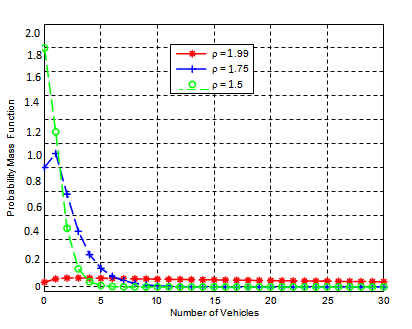 2.0
1.8
1.6
1.4
1.2
1.0
0.8
0.6
0.4
0.2
0
Probability Mass Function
ρ = 1.99
ρ = 1.75
ρ = 1.5
0 5 10 15 20 25 30
Number of Vehicles